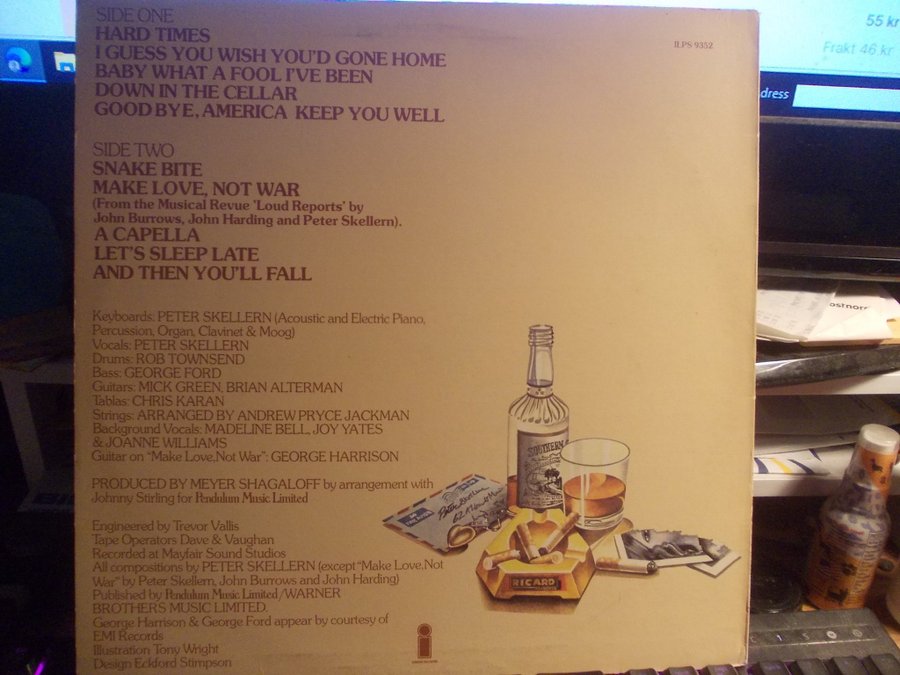 SIDE ONE
HARD TIMES
I GUESS YOU WISH YOU'D GONE HOME
BABY WHAT A FOOL I'VE BEEN
DOWN IN THE CELLAR
GOOD BYE, AMERICA KEEP YOU WELL
ILPS 9352
55 kr
Frakt 46 kr
dress
SIDE TWO
SNAKE BITE
MAKE LOVE, NOT WAR
(From the Musical Revue 'Loud Reports' by
John Burrows, John Harding and Peter Skellern).
A CAPELLA
LET'S SLEEP LATE
AND THEN YOU'LL FALL
Keyboards: PETER SKELLERN (Acoustic and Electric Piano,
Percussion, Organ, Clavinet & Moog)
Vocals: PETER SKELLERN
Drums: ROB TOWNSEND
Bass: GEORGE FORD
Guitars: MICK GREEN, BRIAN ALTERMAN
Tablas: CHRIS KARAN
Strings: ARRANGED BY ANDREW PRYCE JACKMAN
Background Vocals: MADELINE BELL, JOY YATES
& JOANNE WILLIAMS
Guitar on "Make Love, Not War": GEORGE HARRISON
PRODUCED BY MEYER SHAGALOFF by arrangement with
Johnny Stirling for Pendulum Music Limited
Engineered by Trevor Vallis
Tape Operators Dave & Vaughan
Recorded at Mayfair Sound Studios
All compositions by PETER SKELLERN (except "Make Love, Not
War" by Peter Skellern, John Burrows and John Harding)
Published by Pendulum Music Limited/WARNER
BROTHERS MUSIC LIMITED.
George Harrison & George Ford appear by courtesy of
EMI Records
Illustration Tony Wright
Design Eckford Stimpson
SOUTHERN
Peter Skellern
RICARD
ostnor